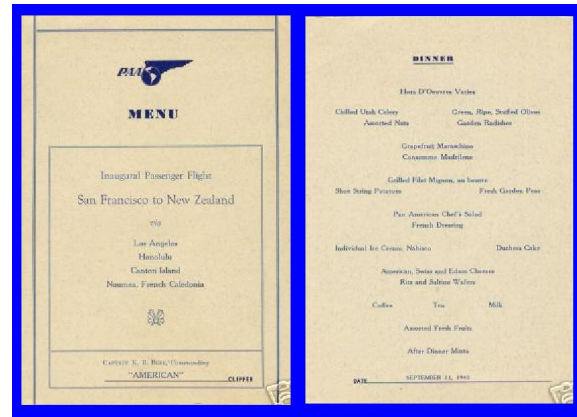 PAA
MENU
Inaugural Passenger Flight
San Francisco to New Zealand
via
Los Angeles
Honolulu
Canton Island
Noumea, French Caledonia
"AMERICAN" CLIPPER
DINNER
Hors D'Oeuvres Varies
Chilled Utah Celery Green, Ripe, Stuffed Olives
Assorted Nuts Garden Radishes
Grapefruit Maraschino
Consomme Madrilene
Grilled Filet Mignon, au beurre
Shoe String Potatoes Fresh Garden Peas
Pan American Chef's Salad
French Dressing
Individual Ice Cream, Nabisco Duchess Cake
American, Swiss and Edam Cheeses
Ritz and Saltine Wafers
Coffee Tea Milk
Assorted Fresh Fruits
After Dinner Mints
DATE SEPTEMBER 11,